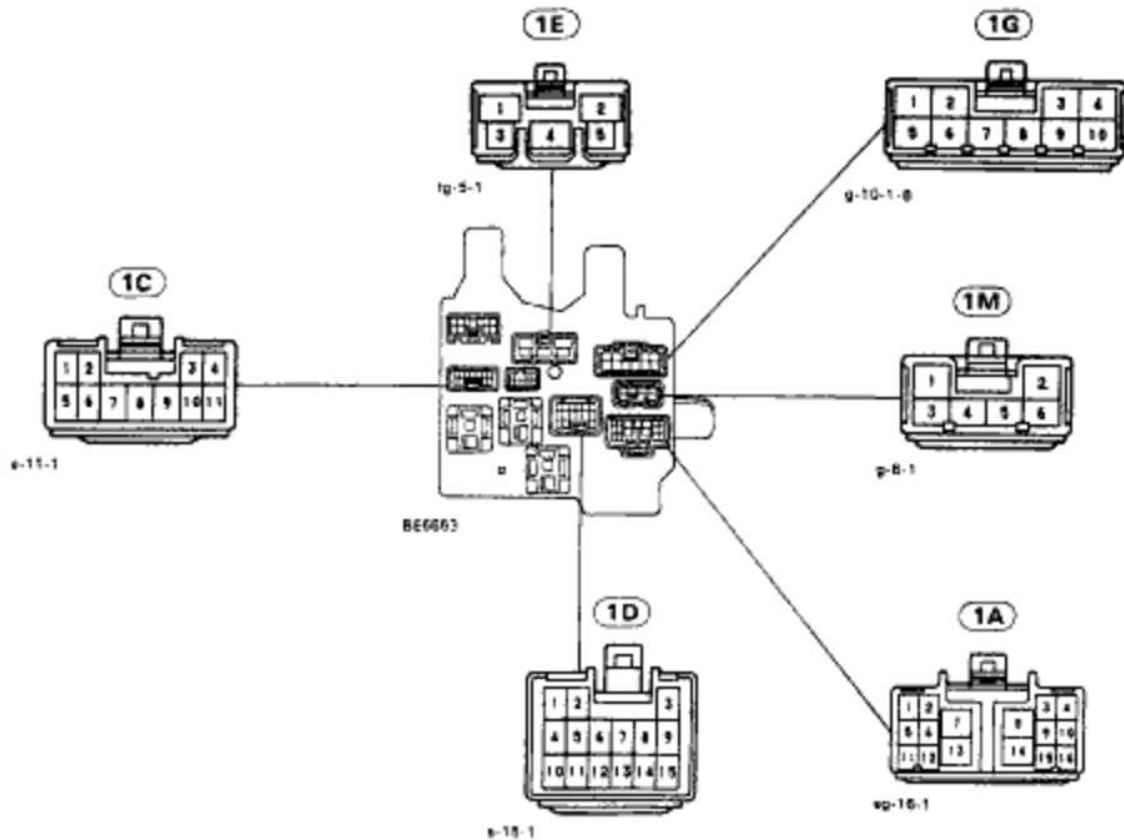 1E
1G
1 2
3 4 5
1 2 3 4
5 6 7 8 9 10
g-10-1-8
1C
1M
1 2 3 4
5 6 7 8 9 10 11
1 2
3 4 5 6
BE6663
1D
1A
1 2 3
4 5 6 7 8 9
10 11 12 13 14 15
1 2 7 8 3 4
5 6 9 10
11 12 13 14 15 16